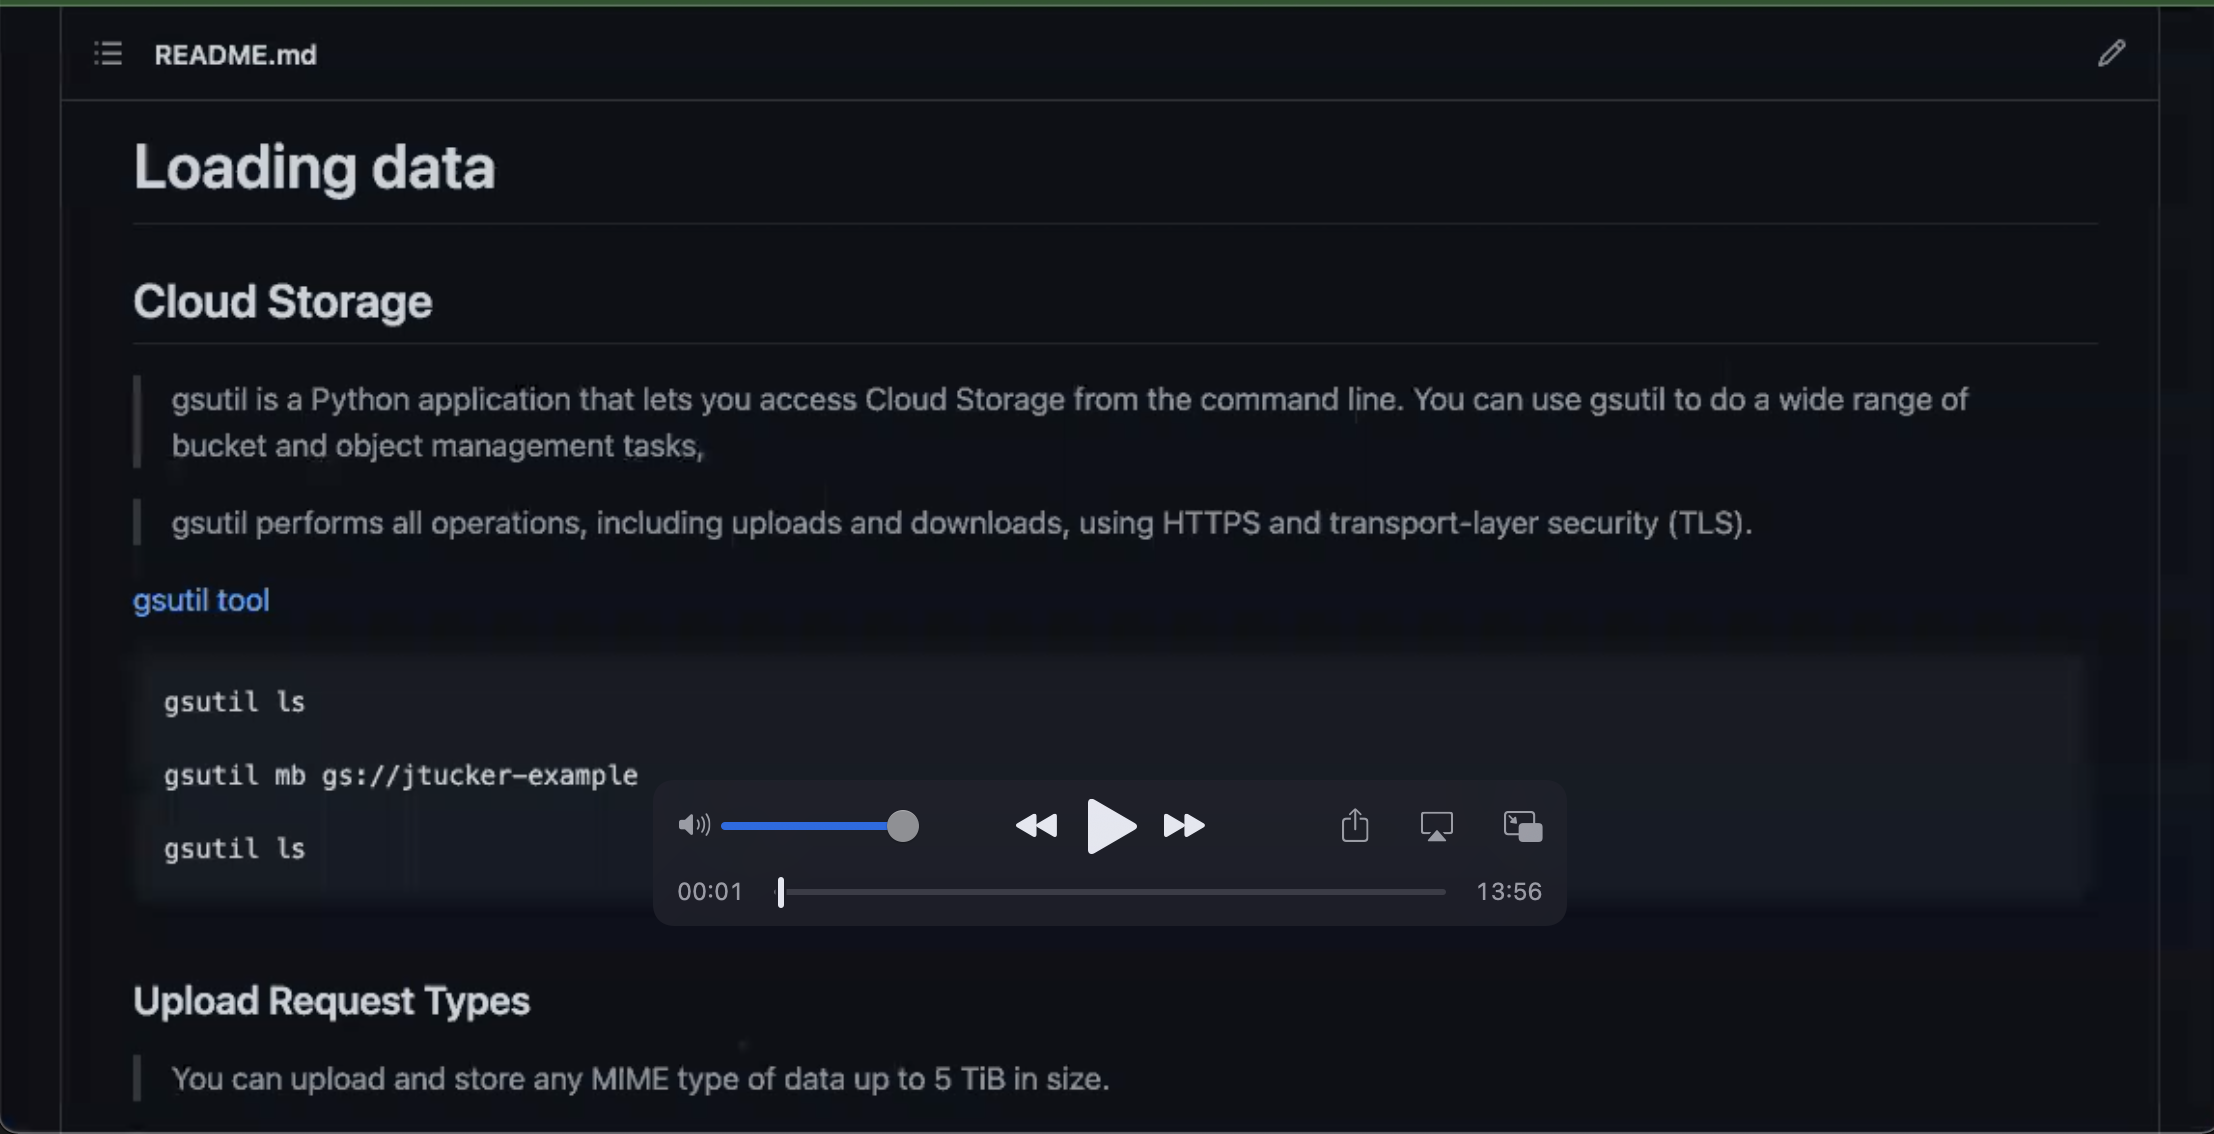 README.md
Loading data
Cloud Storage
gsutil is a Python application that lets you access Cloud Storage from the command line. You can use gsutil to do a wide range of
bucket and object management tasks,
gsutil performs all operations, including uploads and downloads, using HTTPS and transport-layer security (TLS).
gsutil tool
gsutil ls
gsutil mb gs://jtucker-example
gsutil ls
00:01
13:56
Upload Request Types
You can upload and store any MIME type of data up to 5 TiB in size.